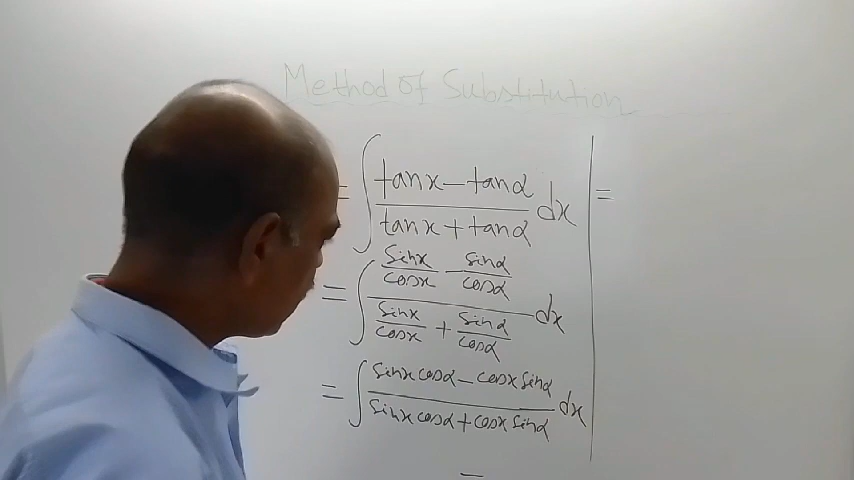 Method of Substitution
= ∫ (tanx − tanα)/(tanx + tanα) dx =
= ∫ (sinx/cosx − sinα/cosα)/(sinx/cosx + sinα/cosα) dx
= ∫ (sinx cosα − cosx sinα)/(sinx cosα + cosx sinα) dx